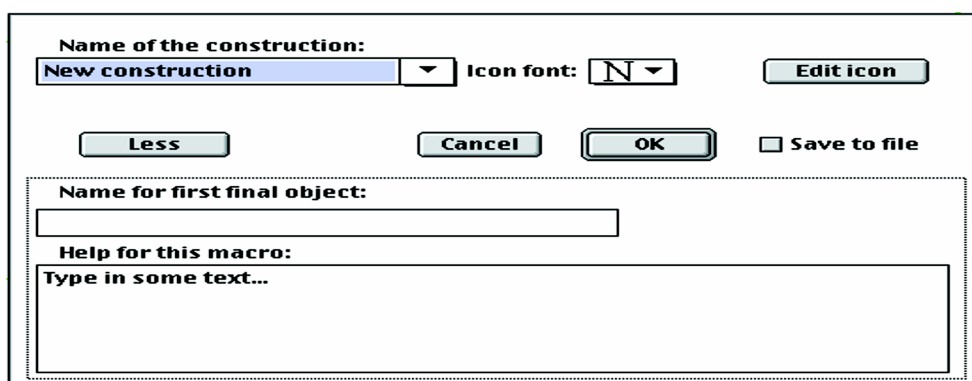 Name of the construction:
New construction Icon font: N Edit icon
Less Cancel OK Save to file
Name for first final object:
Help for this macro:
Type in some text...